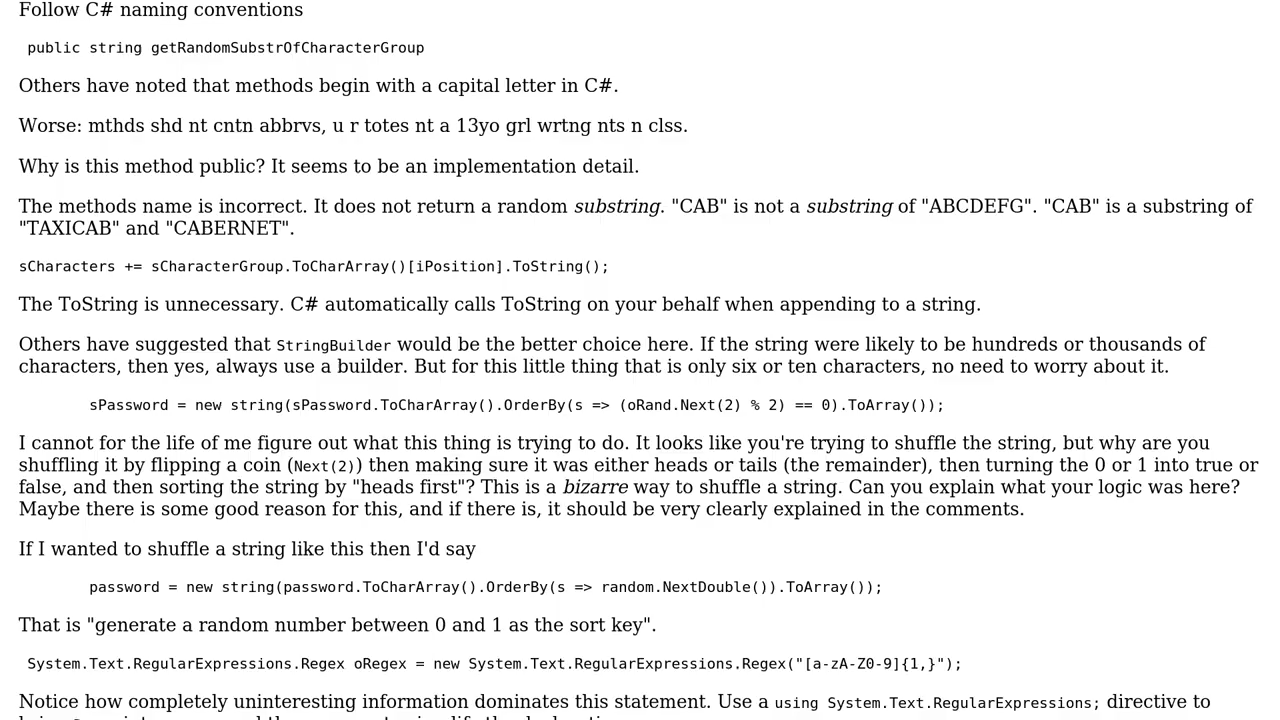 Follow C# naming conventions
public string getRandomSubstrOfCharacterGroup
Others have noted that methods begin with a capital letter in C#.
Worse: mthds shd nt cntn abbrvs, u r totes nt a 13yo grl wrtng nts n clss.
Why is this method public? It seems to be an implementation detail.
The methods name is incorrect. It does not return a random substring. "CAB" is not a substring of "ABCDEFG". "CAB" is a substring of
"TAXICAB" and "CABERNET".
sCharacters += sCharacterGroup.ToCharArray()[iPosition].ToString();
The ToString is unnecessary. C# automatically calls ToString on your behalf when appending to a string.
Others have suggested that StringBuilder would be the better choice here. If the string were likely to be hundreds or thousands of
characters, then yes, always use a builder. But for this little thing that is only six or ten characters, no need to worry about it.
sPassword = new string(sPassword.ToCharArray().OrderBy(s => (oRand.Next(2) % 2) == 0).ToArray());
I cannot for the life of me figure out what this thing is trying to do. It looks like you're trying to shuffle the string, but why are you
shuffling it by flipping a coin (Next(2)) then making sure it was either heads or tails (the remainder), then turning the 0 or 1 into true or
false, and then sorting the string by "heads first"? This is a bizarre way to shuffle a string. Can you explain what your logic was here?
Maybe there is some good reason for this, and if there is, it should be very clearly explained in the comments.
If I wanted to shuffle a string like this then I'd say
password = new string(password.ToCharArray().OrderBy(s => random.NextDouble()).ToArray());
That is "generate a random number between 0 and 1 as the sort key".
System.Text.RegularExpressions.Regex oRegex = new System.Text.RegularExpressions.Regex("[a-zA-Z0-9]{1,}");
Notice how completely uninteresting information dominates this statement. Use a using System.Text.RegularExpressions; directive to